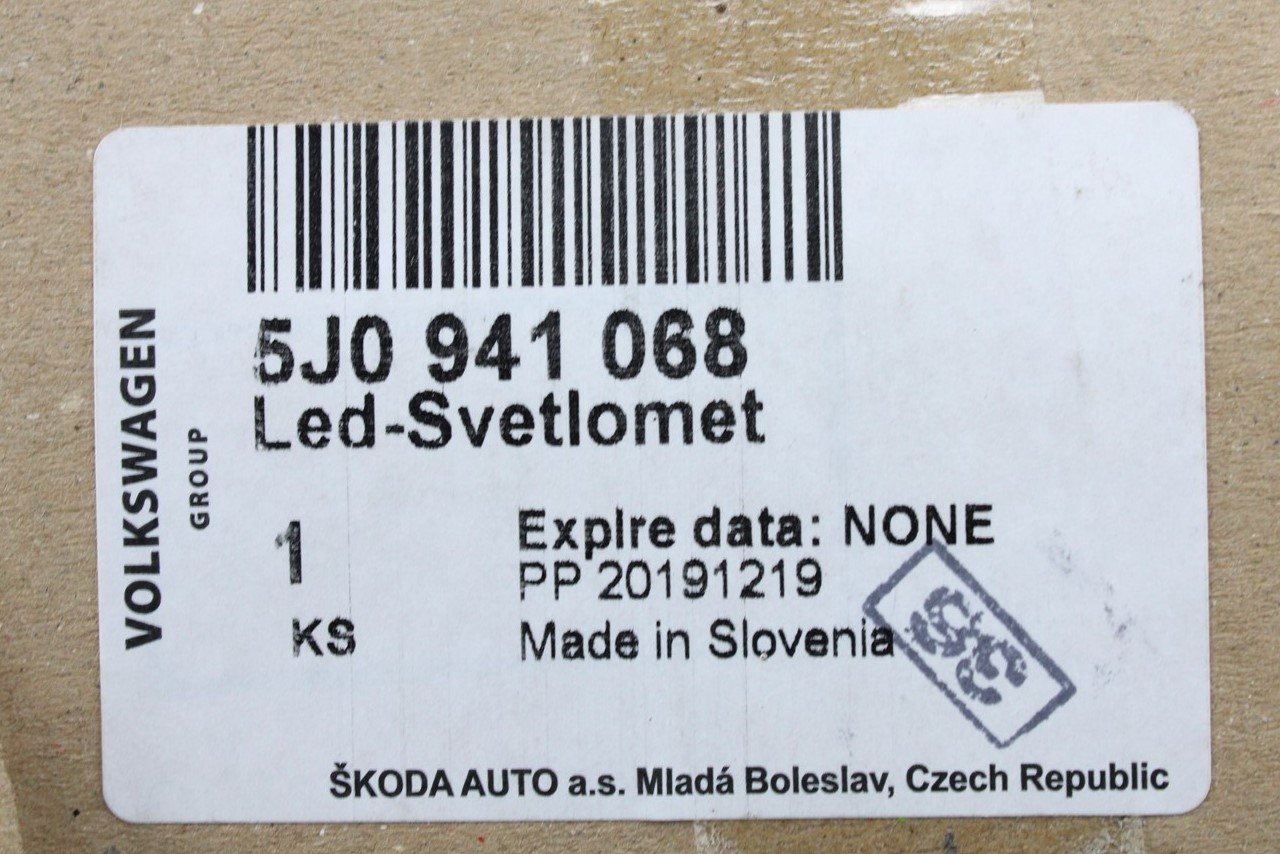 VOLKSWAGEN
GROUP
5J0 941 068
Led-Svetlomet
1
KS
Expire data: NONE
PP 20191219
Made in Slovenia
ŠKODA AUTO a.s. Mladá Boleslav, Czech Republic